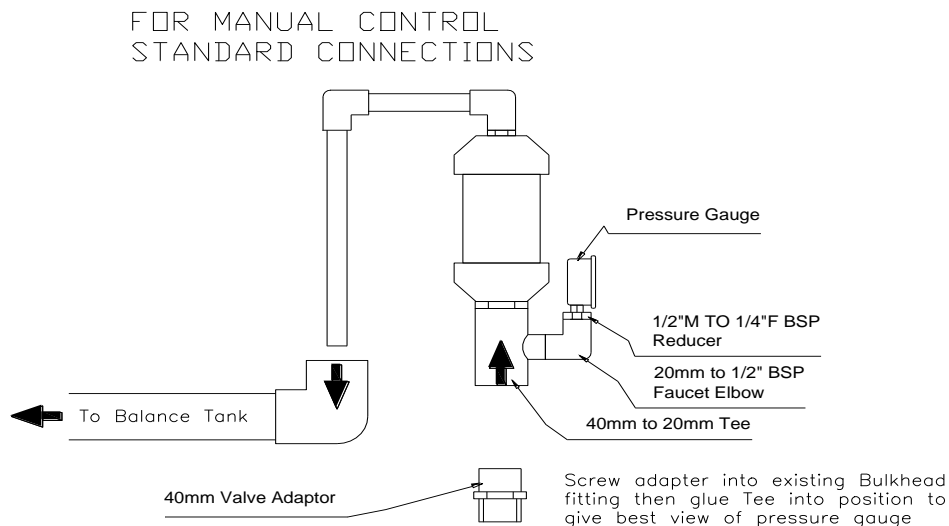 FOR MANUAL CONTROL
STANDARD CONNECTIONS
Pressure Gauge
1/2"M TO 1/4"F BSP
Reducer
20mm to 1/2" BSP
Faucet Elbow
40mm to 20mm Tee
To Balance Tank
40mm Valve Adaptor
Screw adapter into existing Bulkhead
fitting then glue Tee into position to
give best view of pressure gauge